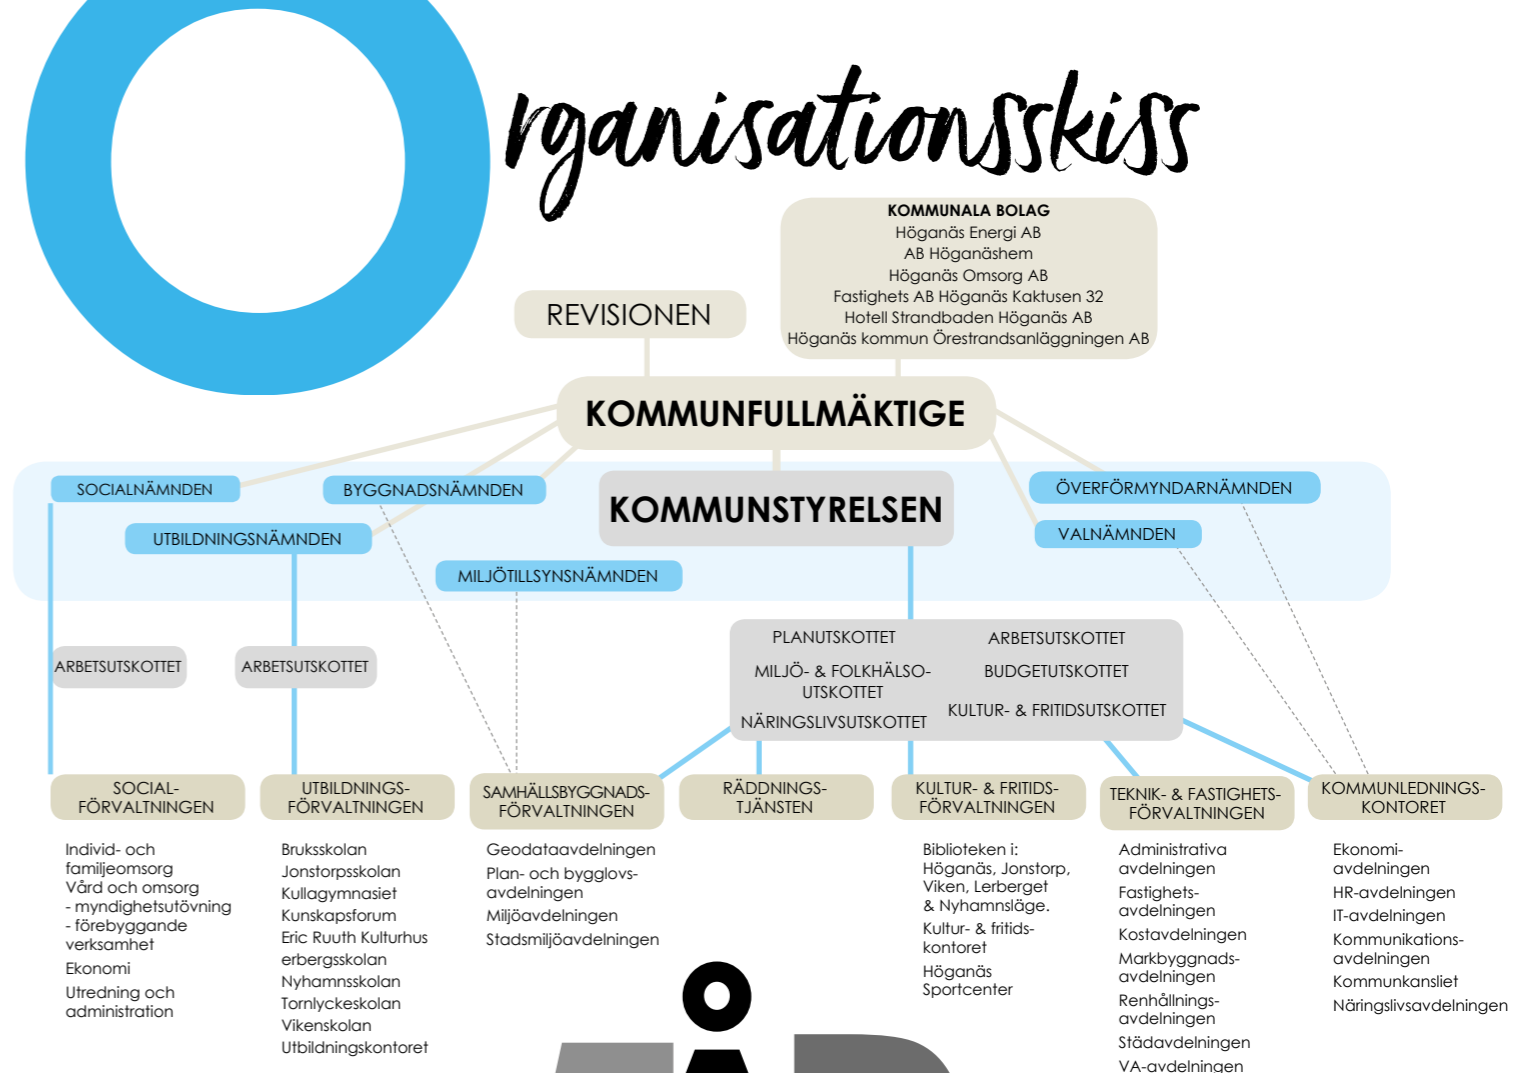 Organisationsskiss
KOMMUNALA BOLAG
Höganäs Energi AB
AB Höganäshem
Höganäs Omsorg AB
Fastighets AB Höganäs Kaktusen 32
Hotell Strandbaden Höganäs AB
Höganäs kommun Örestrandsanläggningen AB
REVISIONEN
KOMMUNFULLMÄKTIGE
SOCIALNÄMNDEN
BYGGNADSNÄMNDEN
KOMMUNSTYRELSEN
ÖVERFÖRMYNDARNÄMNDEN
UTBILDNINGSNÄMNDEN
VALNÄMNDEN
MILJÖTILLSYNSNÄMNDEN
ARBETSUTSKOTTET
ARBETSUTSKOTTET
PLANUTSKOTTET
MILJÖ- & FOLKHÄLSO-
UTSKOTTET
NÄRINGSLIVSUTSKOTTET
ARBETSUTSKOTTET
BUDGETUTSKOTTET
KULTUR- & FRITIDSUTSKOTTET
SOCIAL-
FÖRVALTNINGEN
Individ- och
familjeomsorg
Vård och omsorg
- myndighetsutövning
- förebyggande
verksamhet
Ekonomi
Utredning och
administration
UTBILDNINGS-
FÖRVALTNINGEN
Bruksskolan
Jonstorpsskolan
Kullagymnasiet
Kunskapsforum
Eric Ruuth Kulturhus
erbergsskolan
Nyhamnsskolan
Tornlyckeskolan
Vikenskolan
Utbildningskontoret
SAMHÄLLSBYGGNADS-
FÖRVALTNINGEN
Geodataavdelningen
Plan- och bygglovs-
avdelningen
Miljöavdelningen
Stadsmiljöavdelningen
RÄDDNINGS-
TJÄNSTEN
KULTUR- & FRITIDS-
FÖRVALTNINGEN
Biblioteken i:
Höganäs, Jonstorp,
Viken, Lerberget
& Nyhamnsläge.
Kultur- & fritids-
kontoret
Höganäs
Sportcenter
TEKNIK- & FASTIGHETS-
FÖRVALTNINGEN
Administrativa
avdelningen
Fastighets-
avdelningen
Kostavdelningen
Markbyggnads-
avdelningen
Renhållnings-
avdelningen
Städavdelningen
VA-avdelningen
KOMMUNLEDNINGS-
KONTORET
Ekonomi-
avdelningen
HR-avdelningen
IT-avdelningen
Kommunikations-
avdelningen
Kommunkansliet
Näringslivsavdelningen